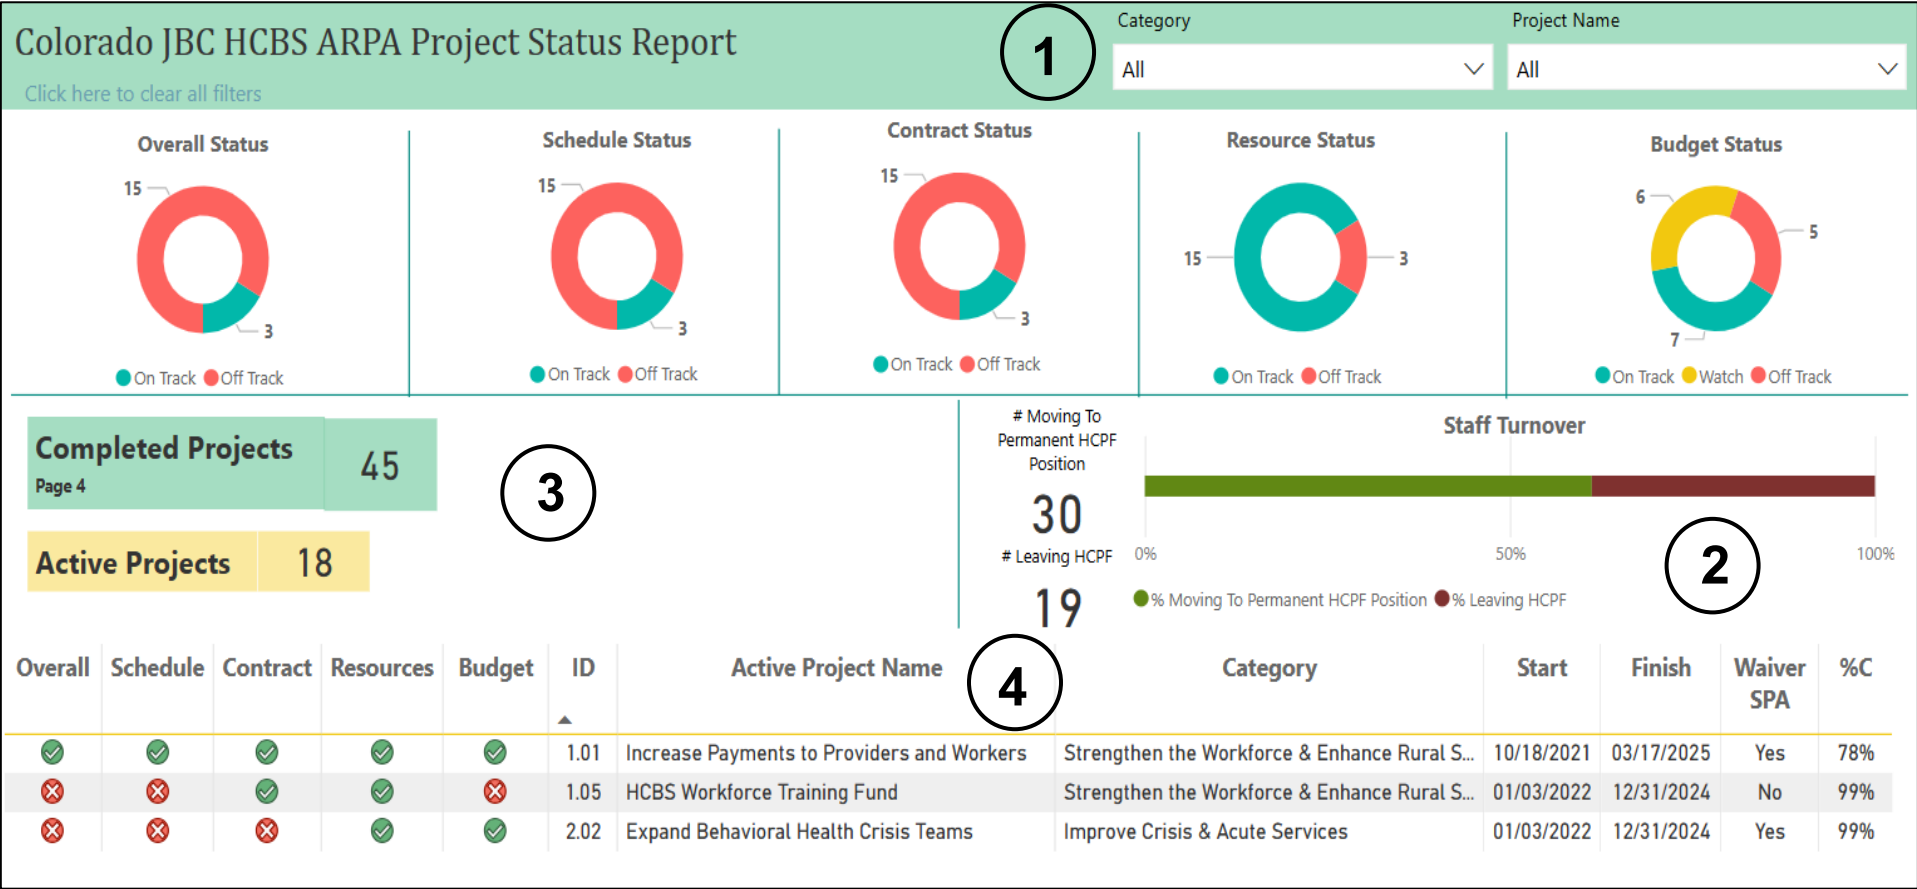 Colorado JBC HCBS ARPA Project Status Report
Click here to clear all filters
1
Category
All
Project Name
All
Overall Status
15
3
On Track Off Track
Schedule Status
15
3
On Track Off Track
Contract Status
15
3
On Track Off Track
Resource Status
15
3
On Track Off Track
Budget Status
6
5
7
On Track Watch Off Track
Completed Projects
Page 4
45
Active Projects
18
3
# Moving To
Permanent HCPF
Position
30
# Leaving HCPF
19
Staff Turnover
0% 50% 100%
2
% Moving To Permanent HCPF Position % Leaving HCPF
4
Overall Schedule Contract Resources Budget ID Active Project Name Category Start Finish Waiver %C
SPA
1.01 Increase Payments to Providers and Workers Strengthen the Workforce & Enhance Rural S... 10/18/2021 03/17/2025 Yes 78%
1.05 HCBS Workforce Training Fund Strengthen the Workforce & Enhance Rural S... 01/03/2022 12/31/2024 No 99%
2.02 Expand Behavioral Health Crisis Teams Improve Crisis & Acute Services 01/03/2022 12/31/2024 Yes 99%